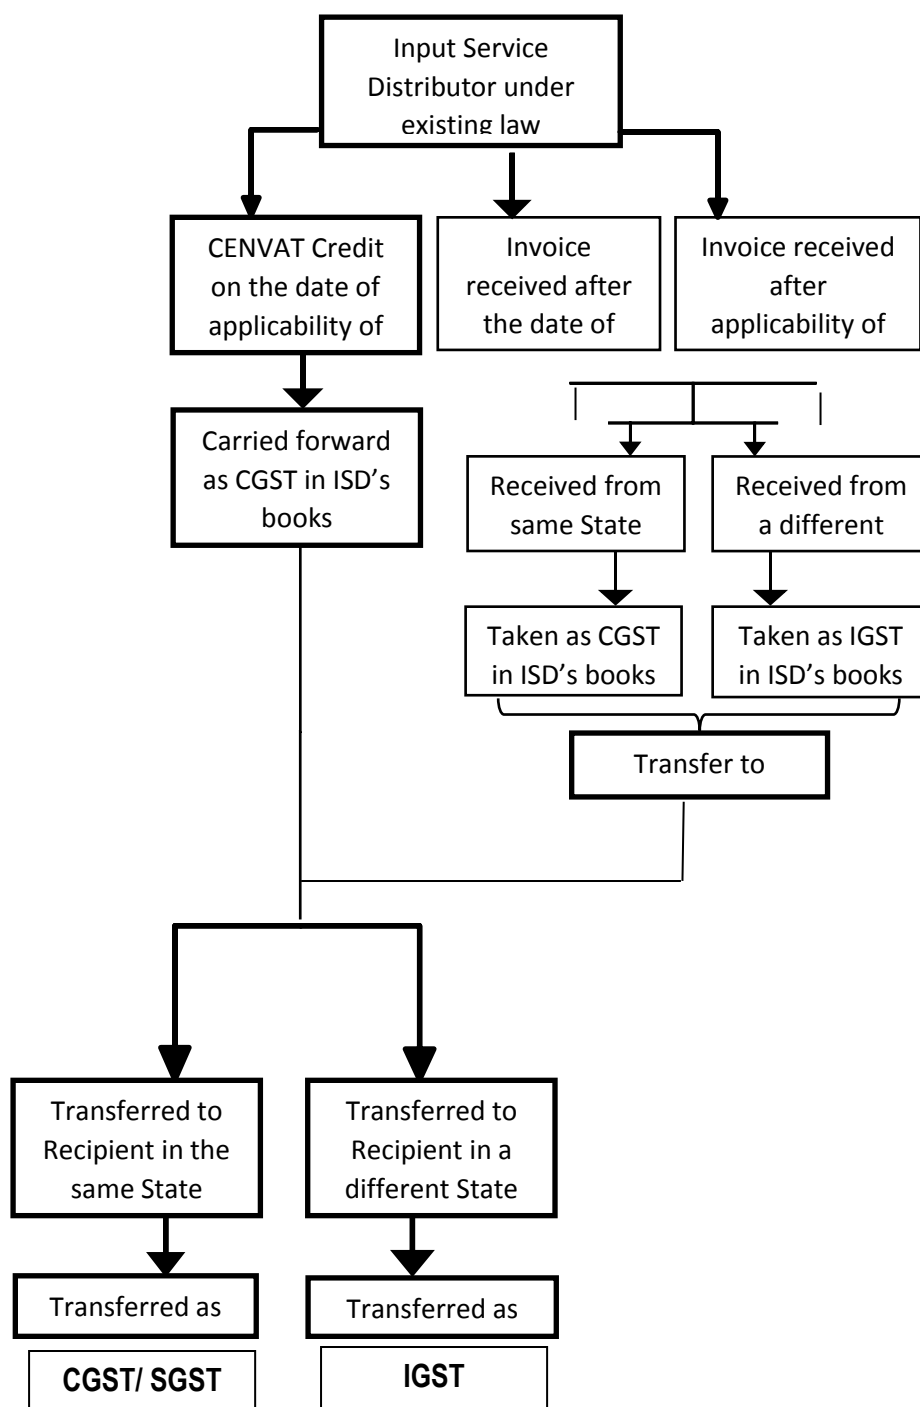 Input Service
Distributor under
existing law
CENVAT Credit
on the date of
applicability of
Invoice
received after
the date of
Invoice received
after
applicability of
Carried forward
as CGST in ISD’s
books
Received from
same State
Received from
a different
Taken as CGST
in ISD’s books
Taken as IGST
in ISD’s books
Transfer to
Transferred to
Recipient in the
same State
Transferred to
Recipient in a
different State
Transferred as
Transferred as
CGST/ SGST
IGST